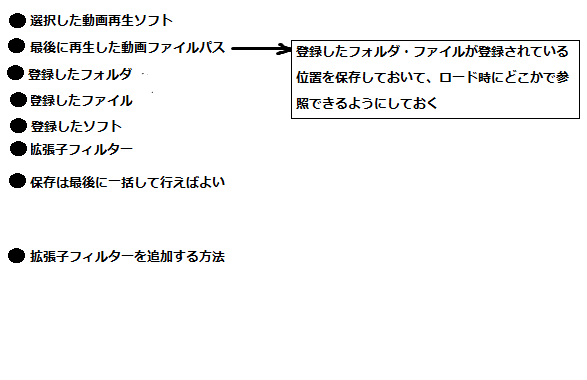 選択した動画再生ソフト
最後に再生した動画ファイルパス
登録したフォルダ・ファイルが登録されている
位置を保存しておいて、ロード時にどこかで参
照できるようにしておく
登録したフォルダ
登録したファイル
登録したソフト
拡張子フィルター
保存は最後に一括して行えばよい
拡張子フィルターを追加する方法